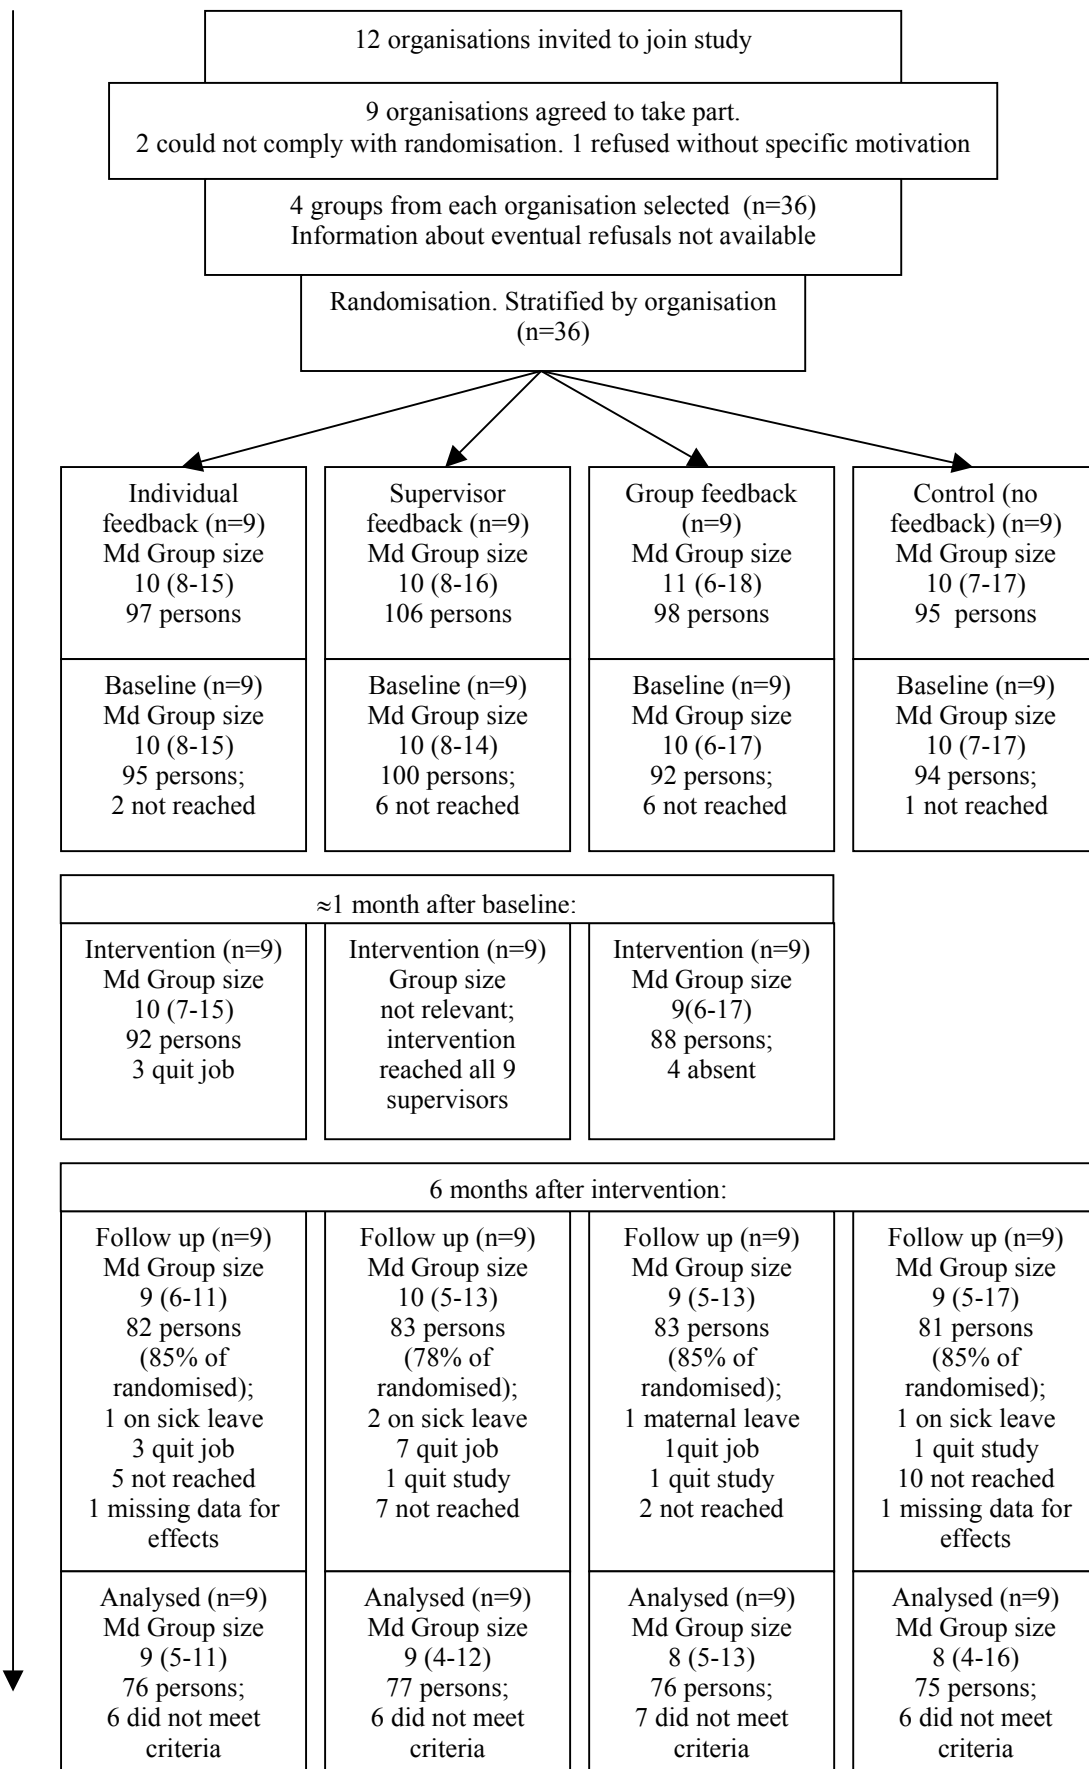 12 organisations invited to join study
9 organisations agreed to take part.
2 could not comply with randomisation. 1 refused without specific motivation
4 groups from each organisation selected (n=36)
Information about eventual refusals not available
Randomisation. Stratified by organisation
(n=36)
Individual
feedback (n=9)
Md Group size
10 (8-15)
97 persons
Supervisor
feedback (n=9)
Md Group size
10 (8-16)
106 persons
Group feedback
(n=9)
Md Group size
11 (6-18)
98 persons
Control (no
feedback) (n=9)
Md Group size
10 (7-17)
95 persons
Baseline (n=9)
Md Group size
10 (8-15)
95 persons;
2 not reached
Baseline (n=9)
Md Group size
10 (8-14)
100 persons;
6 not reached
Baseline (n=9)
Md Group size
10 (6-17)
92 persons;
6 not reached
Baseline (n=9)
Md Group size
10 (7-17)
94 persons;
1 not reached
≈1 month after baseline:
Intervention (n=9)
Md Group size
10 (7-15)
92 persons
3 quit job
Intervention (n=9)
Group size
not relevant;
intervention
reached all 9
supervisors
Intervention (n=9)
Md Group size
9(6-17)
88 persons;
4 absent
6 months after intervention:
Follow up (n=9)
Md Group size
9 (6-11)
82 persons
(85% of
randomised);
1 on sick leave
3 quit job
5 not reached
1 missing data for
effects
Follow up (n=9)
Md Group size
10 (5-13)
83 persons
(78% of
randomised);
2 on sick leave
7 quit job
1 quit study
7 not reached
Follow up (n=9)
Md Group size
9 (5-13)
83 persons
(85% of
randomised);
1 maternal leave
1quit job
1 quit study
2 not reached
Follow up (n=9)
Md Group size
9 (5-17)
81 persons
(85% of
randomised);
1 on sick leave
1 quit study
10 not reached
1 missing data for
effects
Analysed (n=9)
Md Group size
9 (5-11)
76 persons;
6 did not meet
criteria
Analysed (n=9)
Md Group size
9 (4-12)
77 persons;
6 did not meet
criteria
Analysed (n=9)
Md Group size
8 (5-13)
76 persons;
7 did not meet
criteria
Analysed (n=9)
Md Group size
8 (4-16)
75 persons;
6 did not meet
criteria